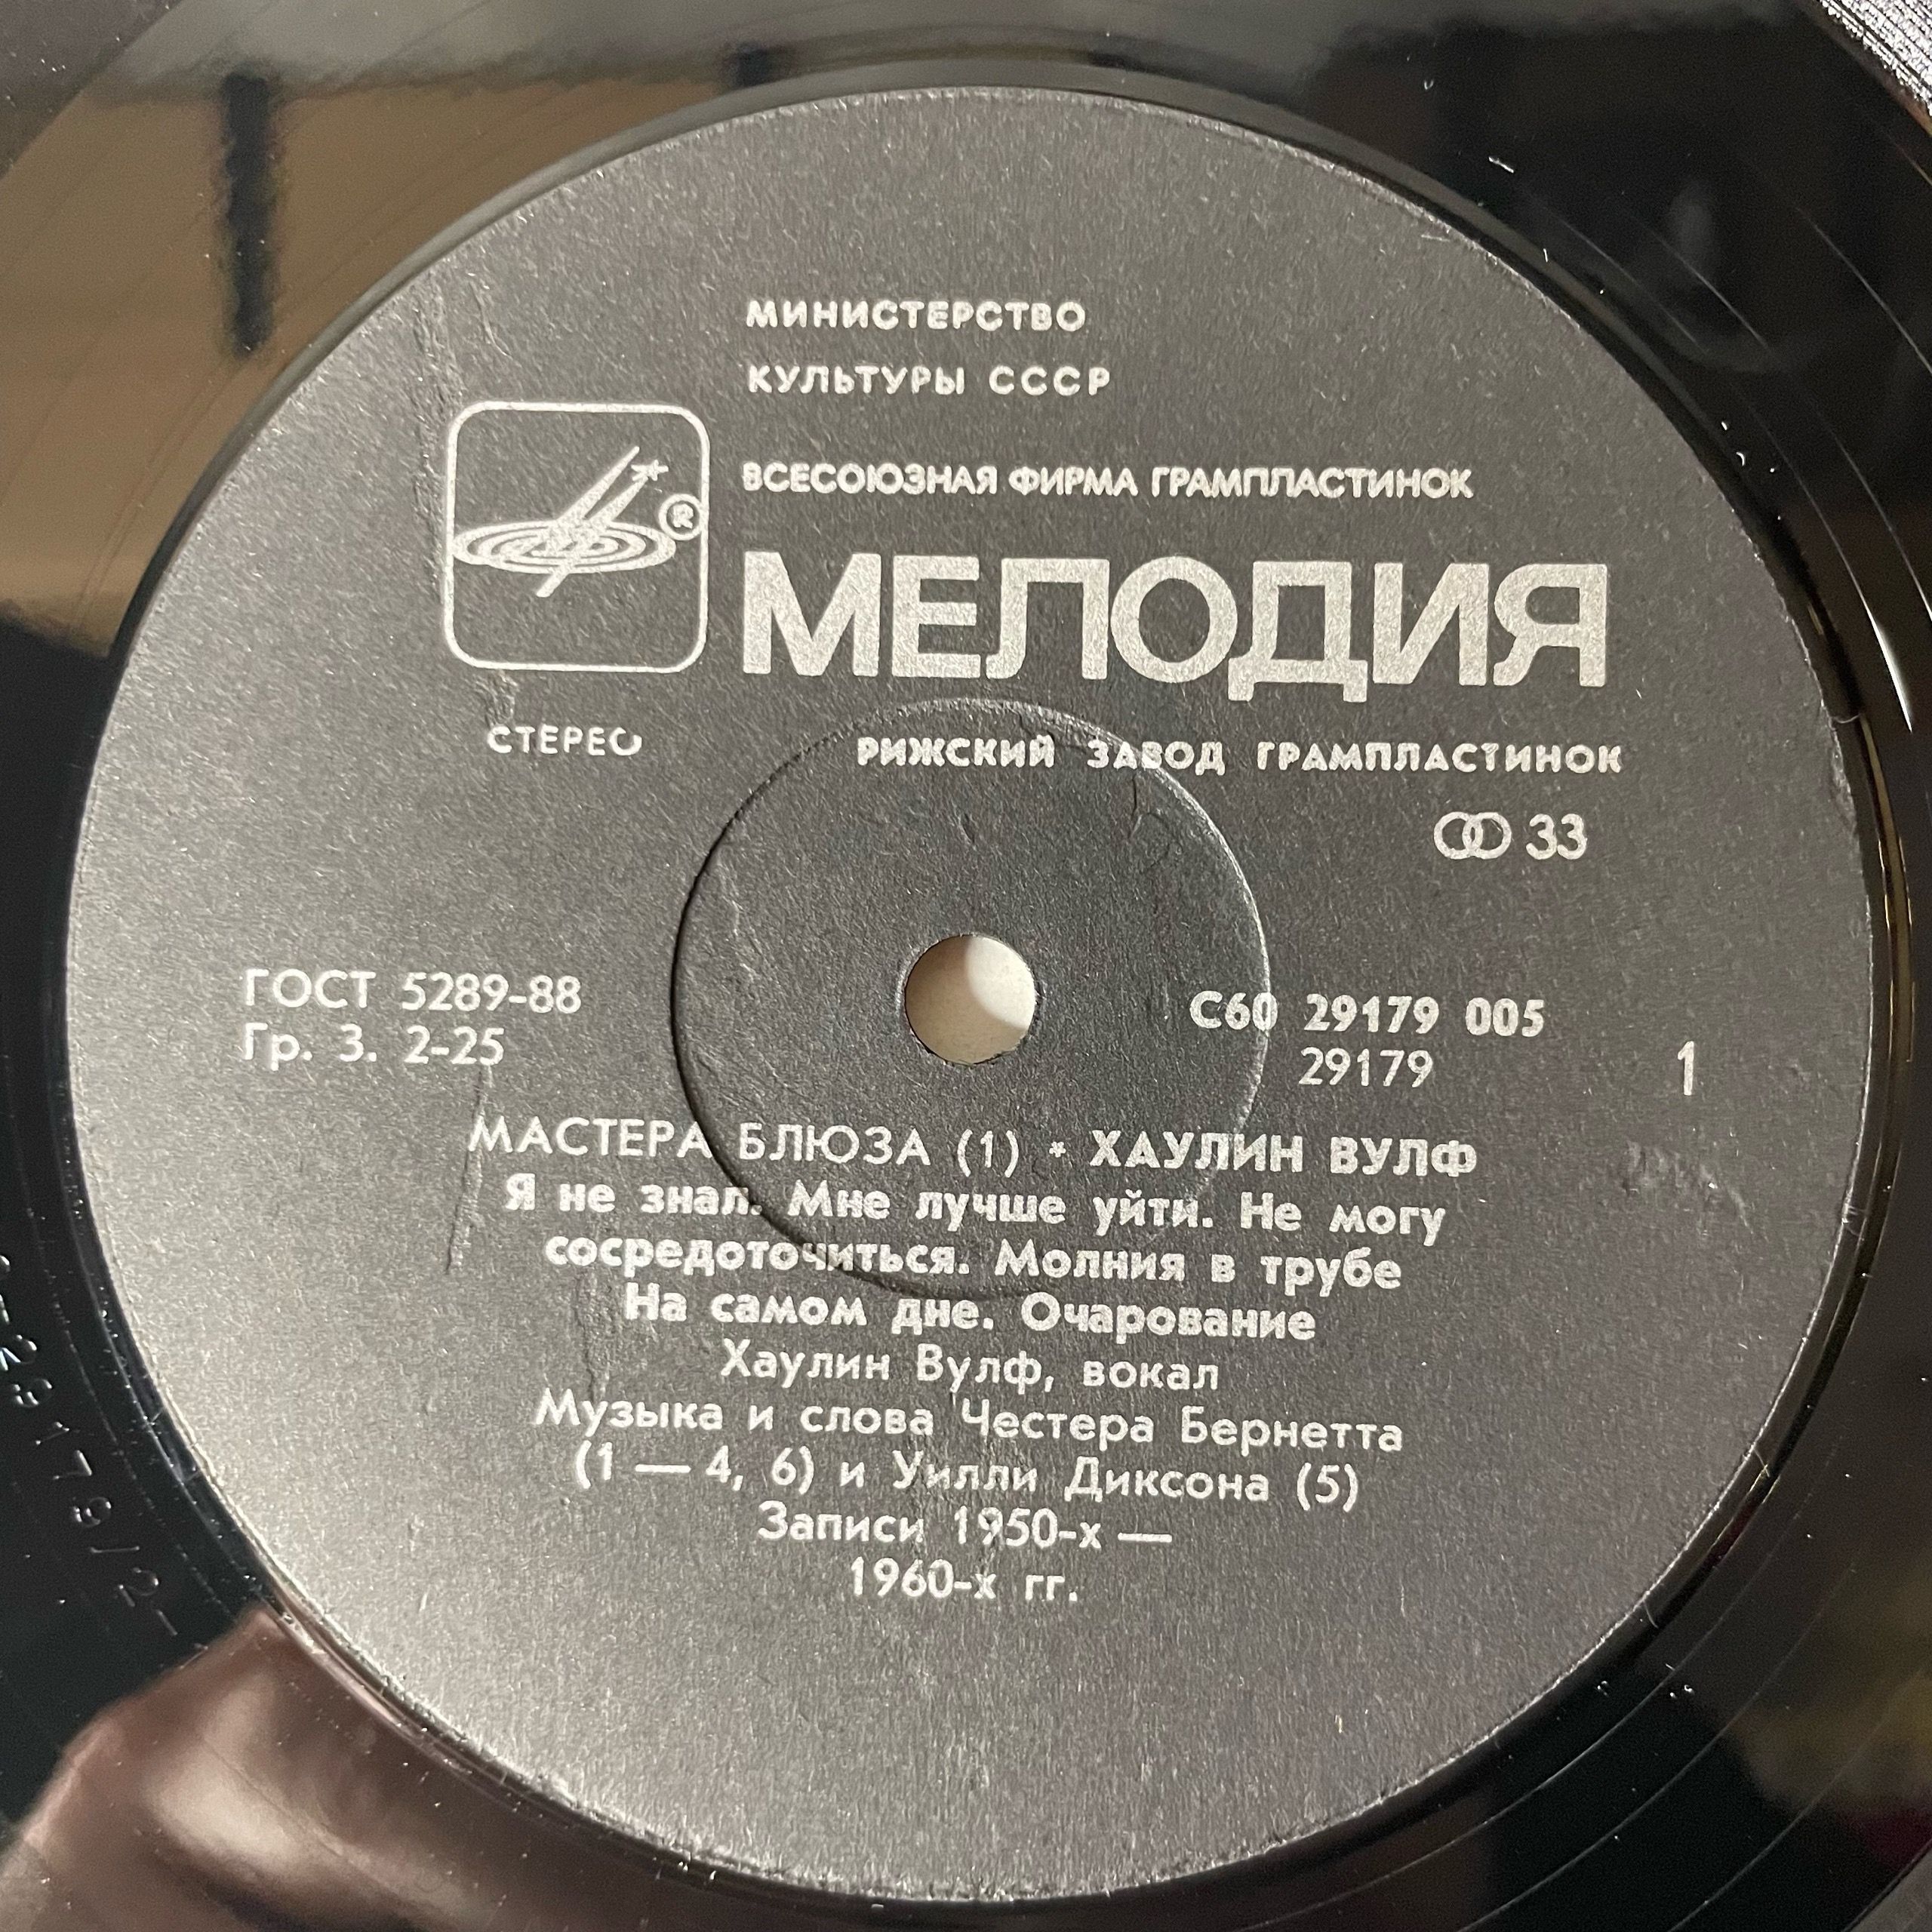 МИНИСТЕРСТВО
КУЛЬТУРЫ СССР
ВСЕСОЮЗНАЯ ФИРМА ГРАМПЛАСТИНОК
®
МЕЛОДИЯ
СТЕРЕО
РИЖСКИЙ ЗАВОД ГРАМПЛАСТИНОК
33
ГОСТ 5289-88
Гр. 3. 2-25
С60 29179 005
29179
1
МАСТЕРА БЛЮЗА (1) * ХАУЛИН ВУЛФ
Я не знал. Мне лучше уйти. Не могу
сосредоточиться. Молния в трубе
На самом дне. Очарование
Хаулин Вулф, вокал
Музыка и слова Честера Бернетта
(1 — 4, 6) и Уилли Диксона (5)
Записи 1950-х —
1960-х гг.